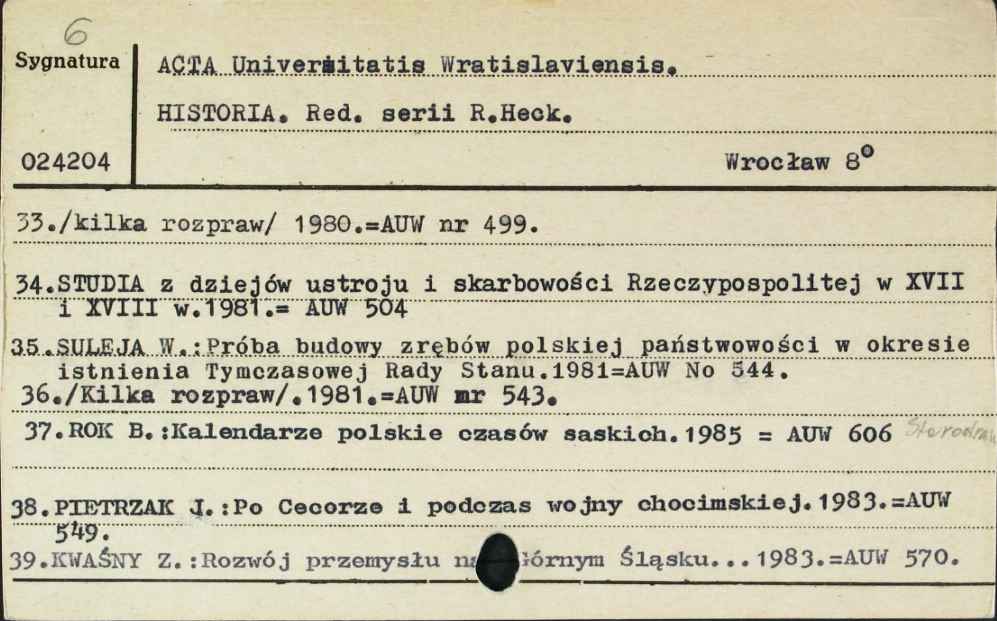 6
Sygnatura
ACTA Universitatis Wratislaviensis.
HISTORIA. Red. serii R.Heck.
024204
Wrocław 8°
33./kilka rozpraw/ 1980.=AUW nr 499.
34.STUDIA z dziejów ustroju i skarbowości Rzeczypospolitej w XVII
i XVIII w.1981.= AUW 504
35.SULEJA W.:Próba budowy zrębów polskiej państwowości w okresie
istnienia Tymczasowej Rady Stanu.1981=AUW No 544.
36./Kilka rozpraw/.1981.=AUW nr 543.
37.ROK B.:Kalendarze polskie czasów saskich.1985 = AUW 606
38.PIETRZAK J.:Po Cecorze i podczas wojny chocimskiej.1983.=AUW
549.
39.KWAŚNY Z.:Rozwój przemysłu na Górnym Śląsku...1983.=AUW 570.